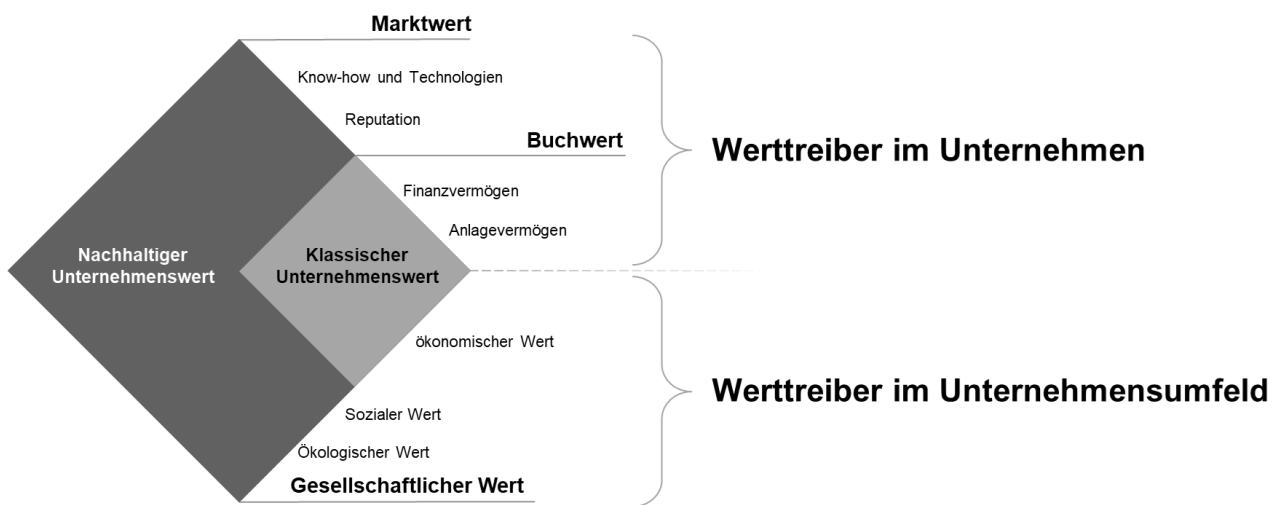 Marktwert
Know-how und Technologien
Reputation
Buchwert
Werttreiber im Unternehmen
Finanzvermögen
Anlagevermögen
Nachhaltiger
Unternehmenswert
Klassischer
Unternehmenswert
ökonomischer Wert
Werttreiber im Unternehmensumfeld
Sozialer Wert
Ökologischer Wert
Gesellschaftlicher Wert